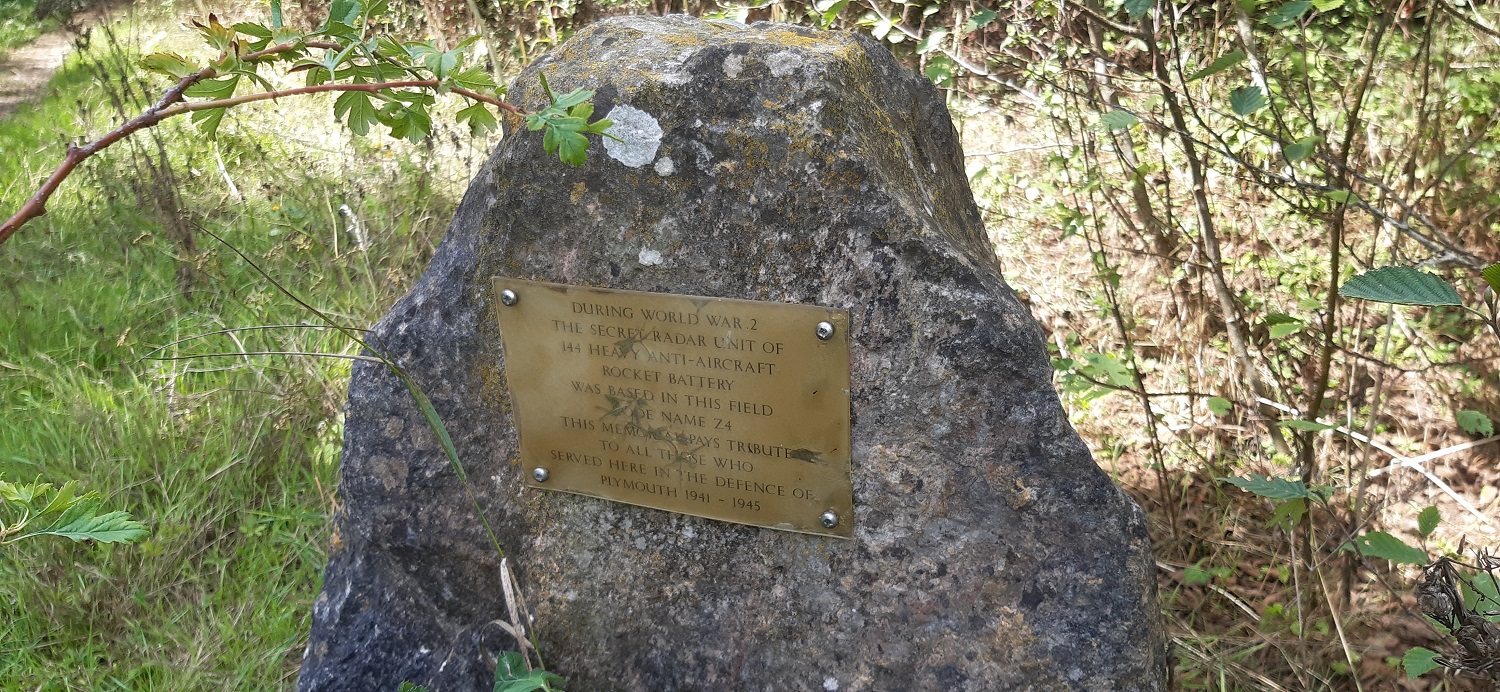 DURING WORLD WAR 2
THE SECRET RADAR UNIT OF
144 HEAVY ANTI-AIRCRAFT
ROCKET BATTERY
WAS BASED IN THIS FIELD
CODE NAME Z4
THIS MEMORIAL PAYS TRIBUTE
TO ALL THOSE WHO
SERVED HERE IN THE DEFENCE OF
PLYMOUTH 1941 - 1945